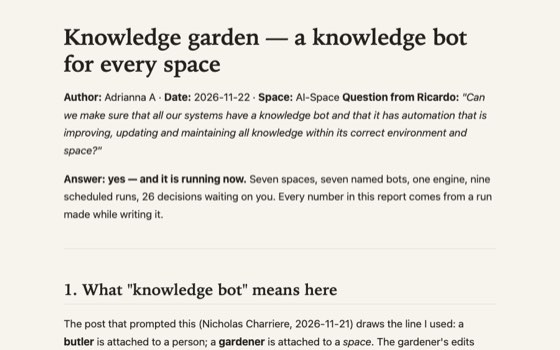 Knowledge garden — a knowledge bot
for every space
Author: Adrianna A · Date: 2026-11-22 · Space: AI-Space Question from Ricardo: "Can
we make sure that all our systems have a knowledge bot and that it has automation that is
improving, updating and maintaining all knowledge within its correct environment and
space?"
Answer: yes — and it is running now. Seven spaces, seven named bots, one engine, nine
scheduled runs, 26 decisions waiting on you. Every number in this report comes from a run
made while writing it.
1. What "knowledge bot" means here
The post that prompted this (Nicholas Charriere, 2026-11-21) draws the line I used: a
butler is attached to a person; a gardener is attached to a space. The gardener's edits